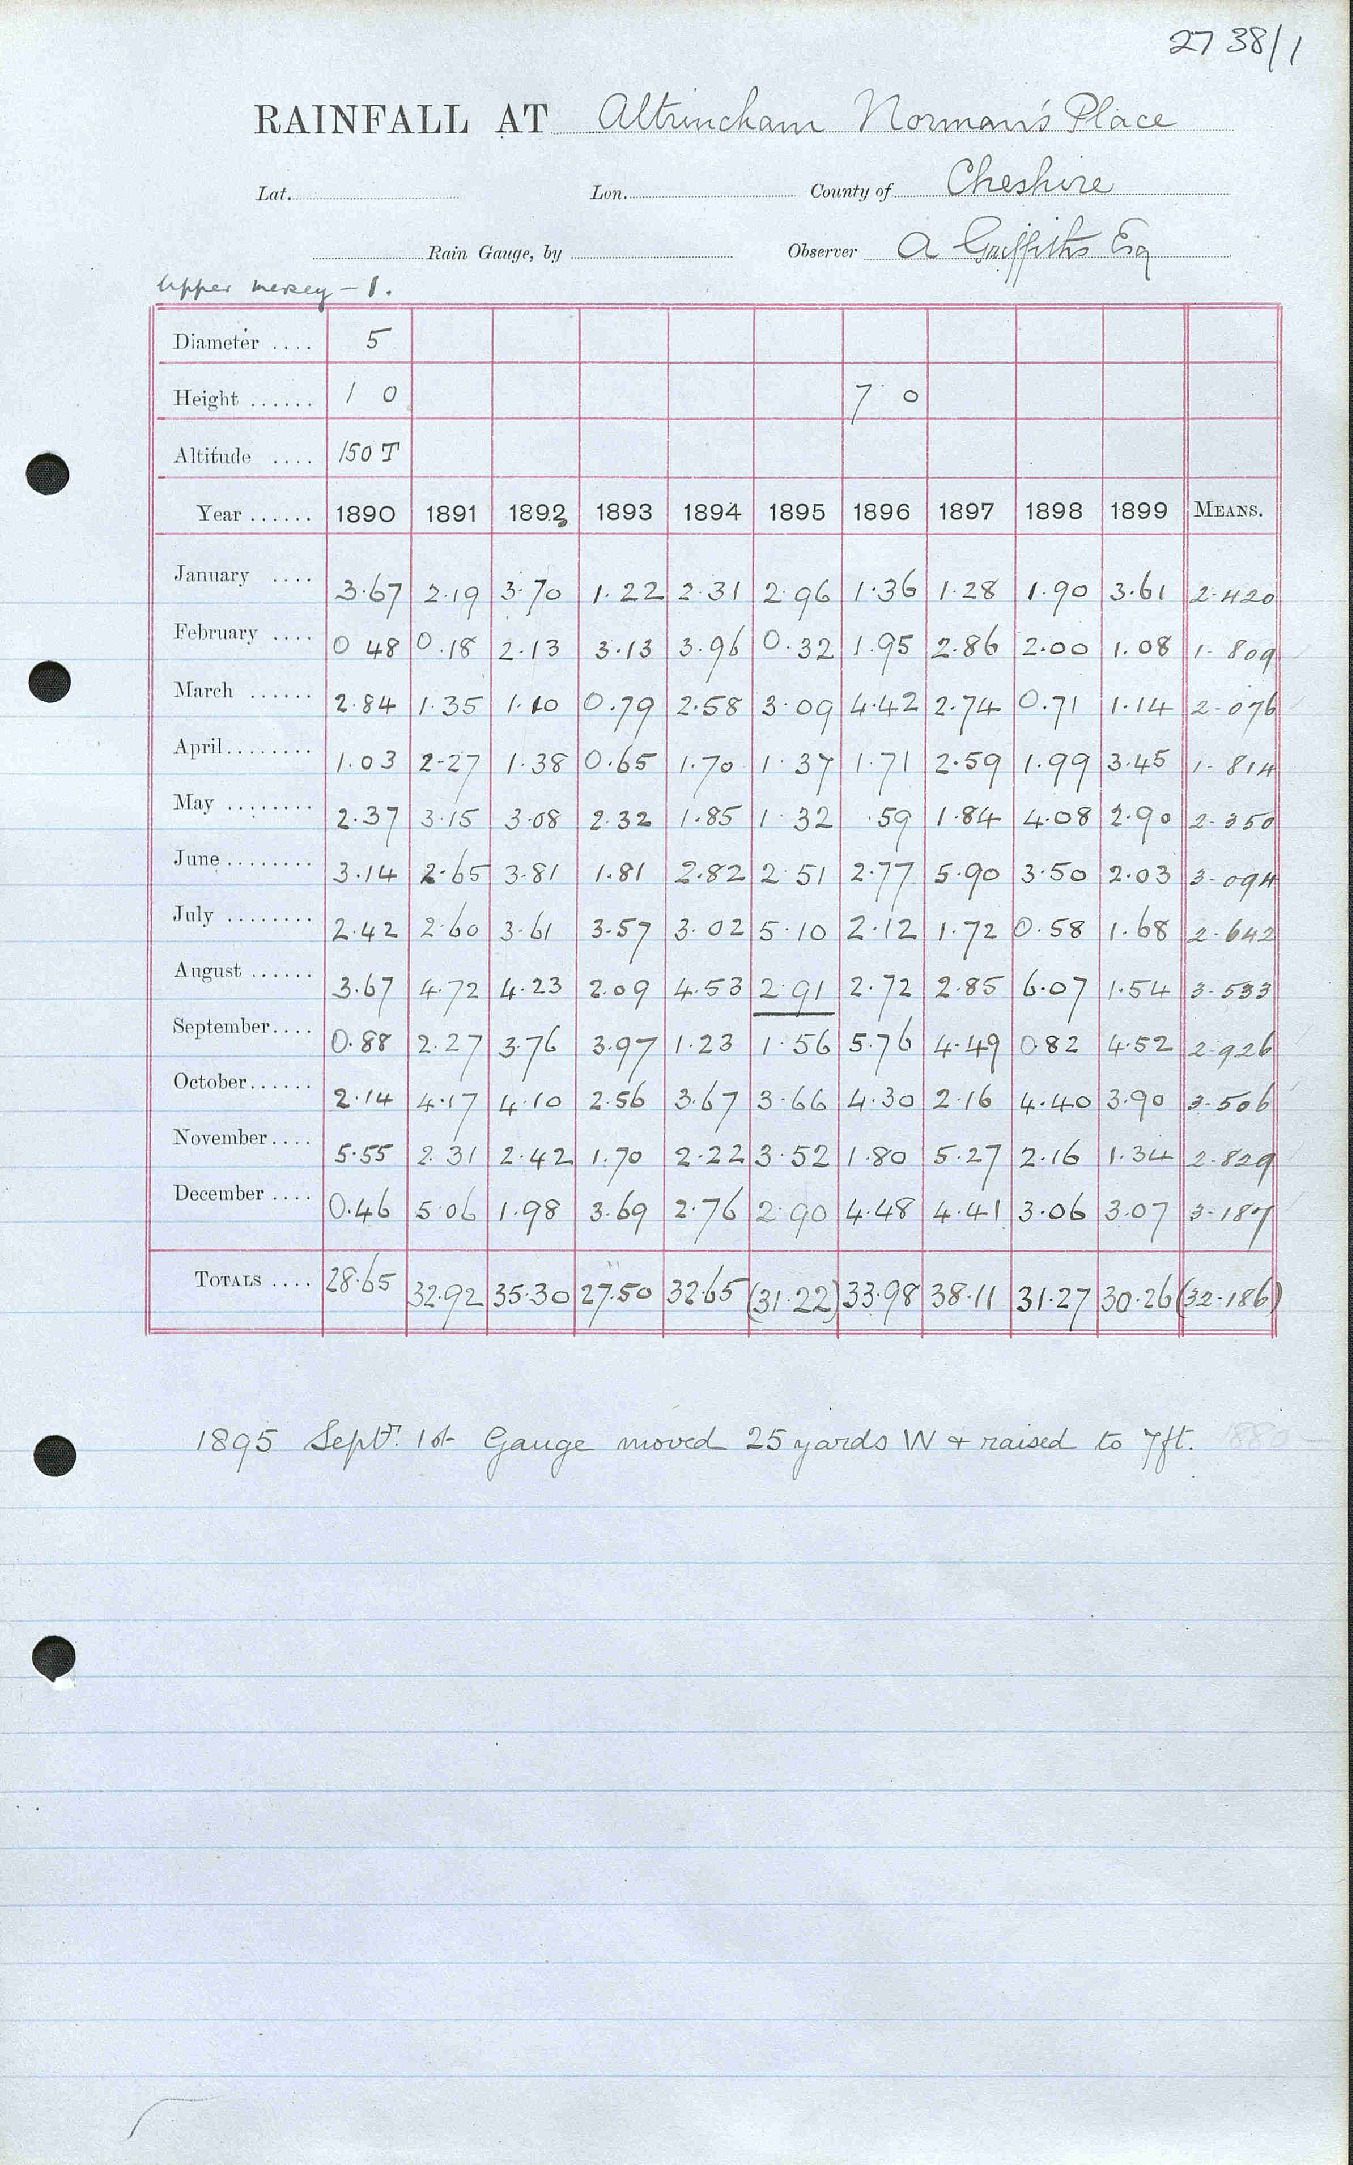 27 38/1
RAINFALL AT Altrincham Norman's Place
Lat. Lon. County of Cheshire
Rain Gauge, by Observer A Griffiths Esq
Upper Mersey - 1.
Diameter .... 5
Height ...... 1 0 7 0
Altitude .... 150 T
Year ...... 1890 1891 1892 1893 1894 1895 1896 1897 1898 1899 MEANS.
January .... 3.67 2.19 3.70 1.22 2.31 2.96 1.36 1.28 1.90 3.61 2.420
February .... 0 48 0.18 2.13 3.13 3.96 0.32 1.95 2.86 2.00 1.08 1.809
March ...... 2.84 1.35 1.10 0.79 2.58 3.09 4.42 2.74 0.71 1.14 2.076
April........ 1.03 2.27 1.38 0.65 1.70 1.37 1.71 2.59 1.99 3.45 1.814
May ........ 2.37 3.15 3.08 2.32 1.85 1.32 .59 1.84 4.08 2.90 2.350
June........ 3.14 2.65 3.81 1.81 2.82 2.51 2.77 5.90 3.50 2.03 3.094
July ........ 2.42 2.60 3.61 3.57 3.02 5.10 2.12 1.72 0.58 1.68 2.642
August ...... 3.67 4.72 4.23 2.09 4.53 2.91 2.72 2.85 6.07 1.54 3.533
September.... 0.88 2.27 3.76 3.97 1.23 1.56 5.76 4.49 0.82 4.52 2.926
October...... 2.14 4.17 4.10 2.56 3.67 3.66 4.30 2.16 4.40 3.90 3.506
November.... 5.55 2.31 2.42 1.70 2.22 3.52 1.80 5.27 2.16 1.34 2.829
December .... 0.46 5.06 1.98 3.69 2.76 2.90 4.48 4.41 3.06 3.07 3.187
TOTALS .... 28.65 32.92 35.30 27.50 32.65 (31.22) 33.98 38.11 31.27 30.26 (32.186)
1895 Septr. 1st Gauge moved 25 yards W + raised to 7ft.